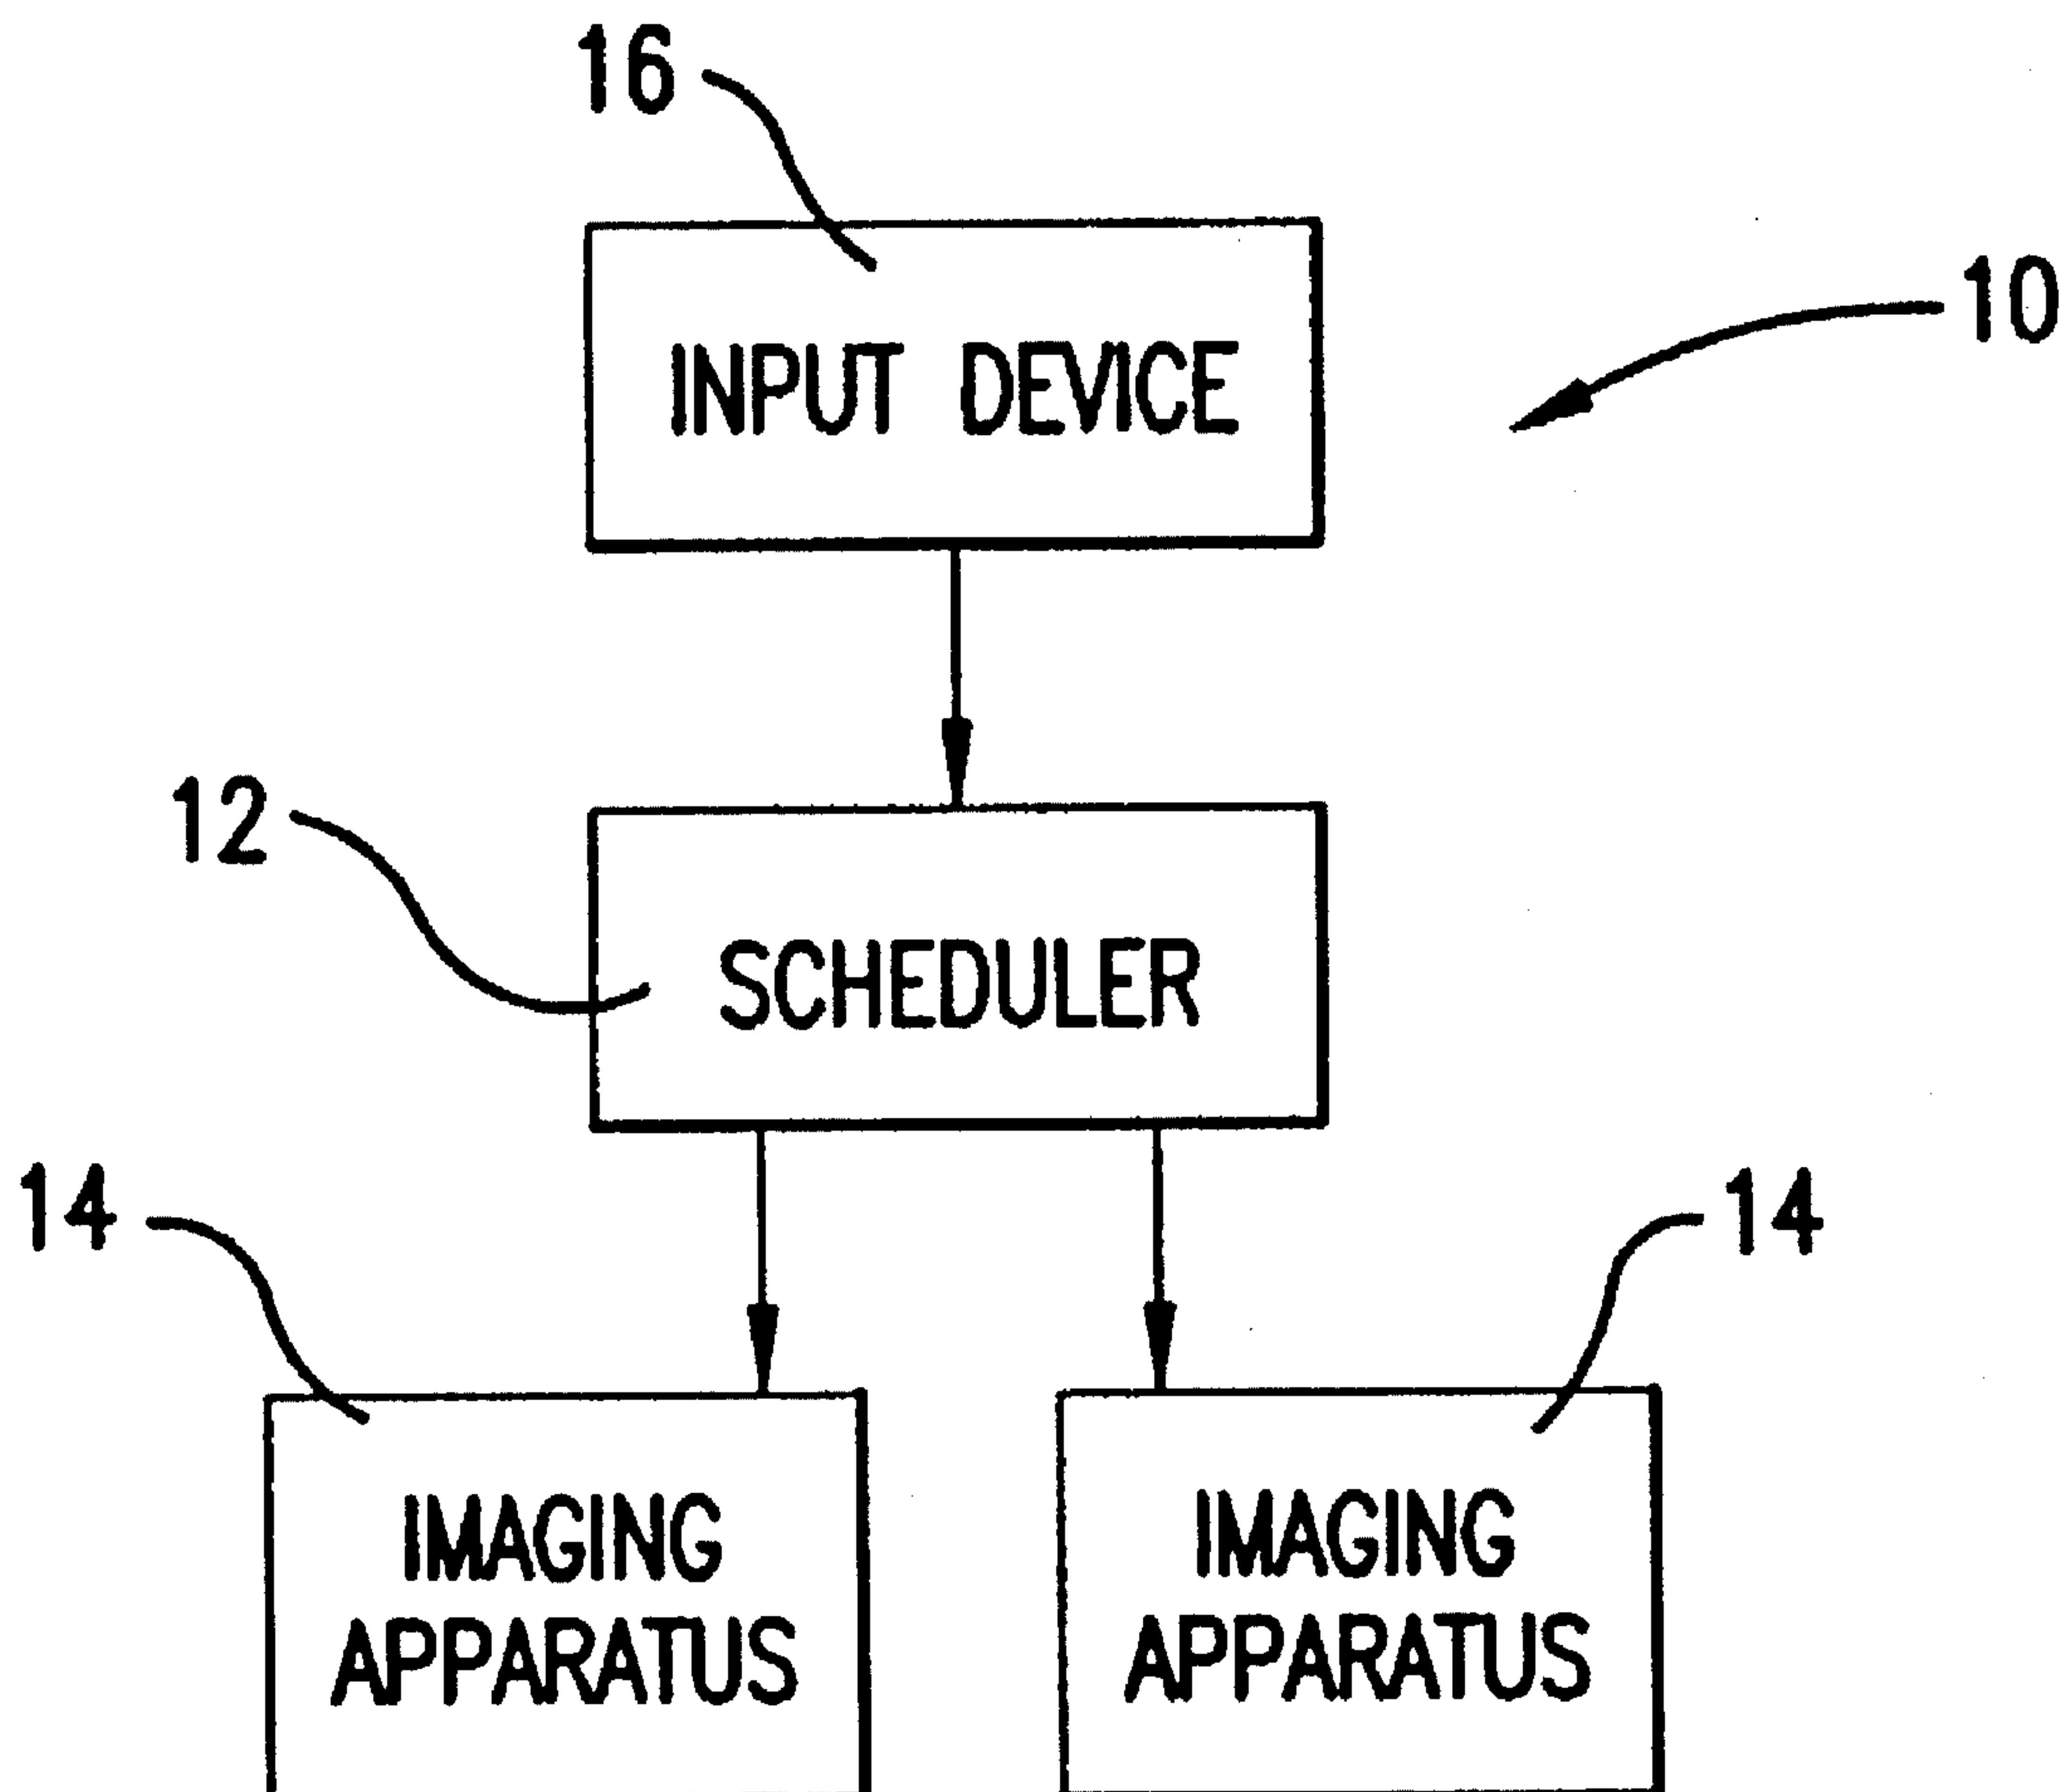 16
10
INPUT DEVICE
12
SCHEDULER
14
14
IMAGING
APPARATUS
IMAGING
APPARATUS